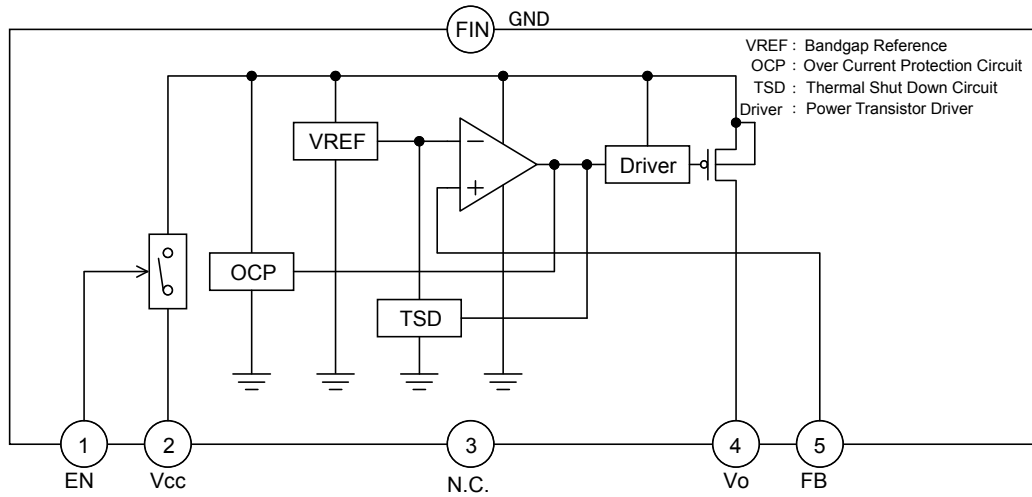 FIN GND
VREF : Bandgap Reference
OCP : Over Current Protection Circuit
TSD : Thermal Shut Down Circuit
Driver : Power Transistor Driver
VREF
−
+
Driver
OCP
TSD
1
2
3
4
5
EN
Vcc
N.C.
Vo
FB